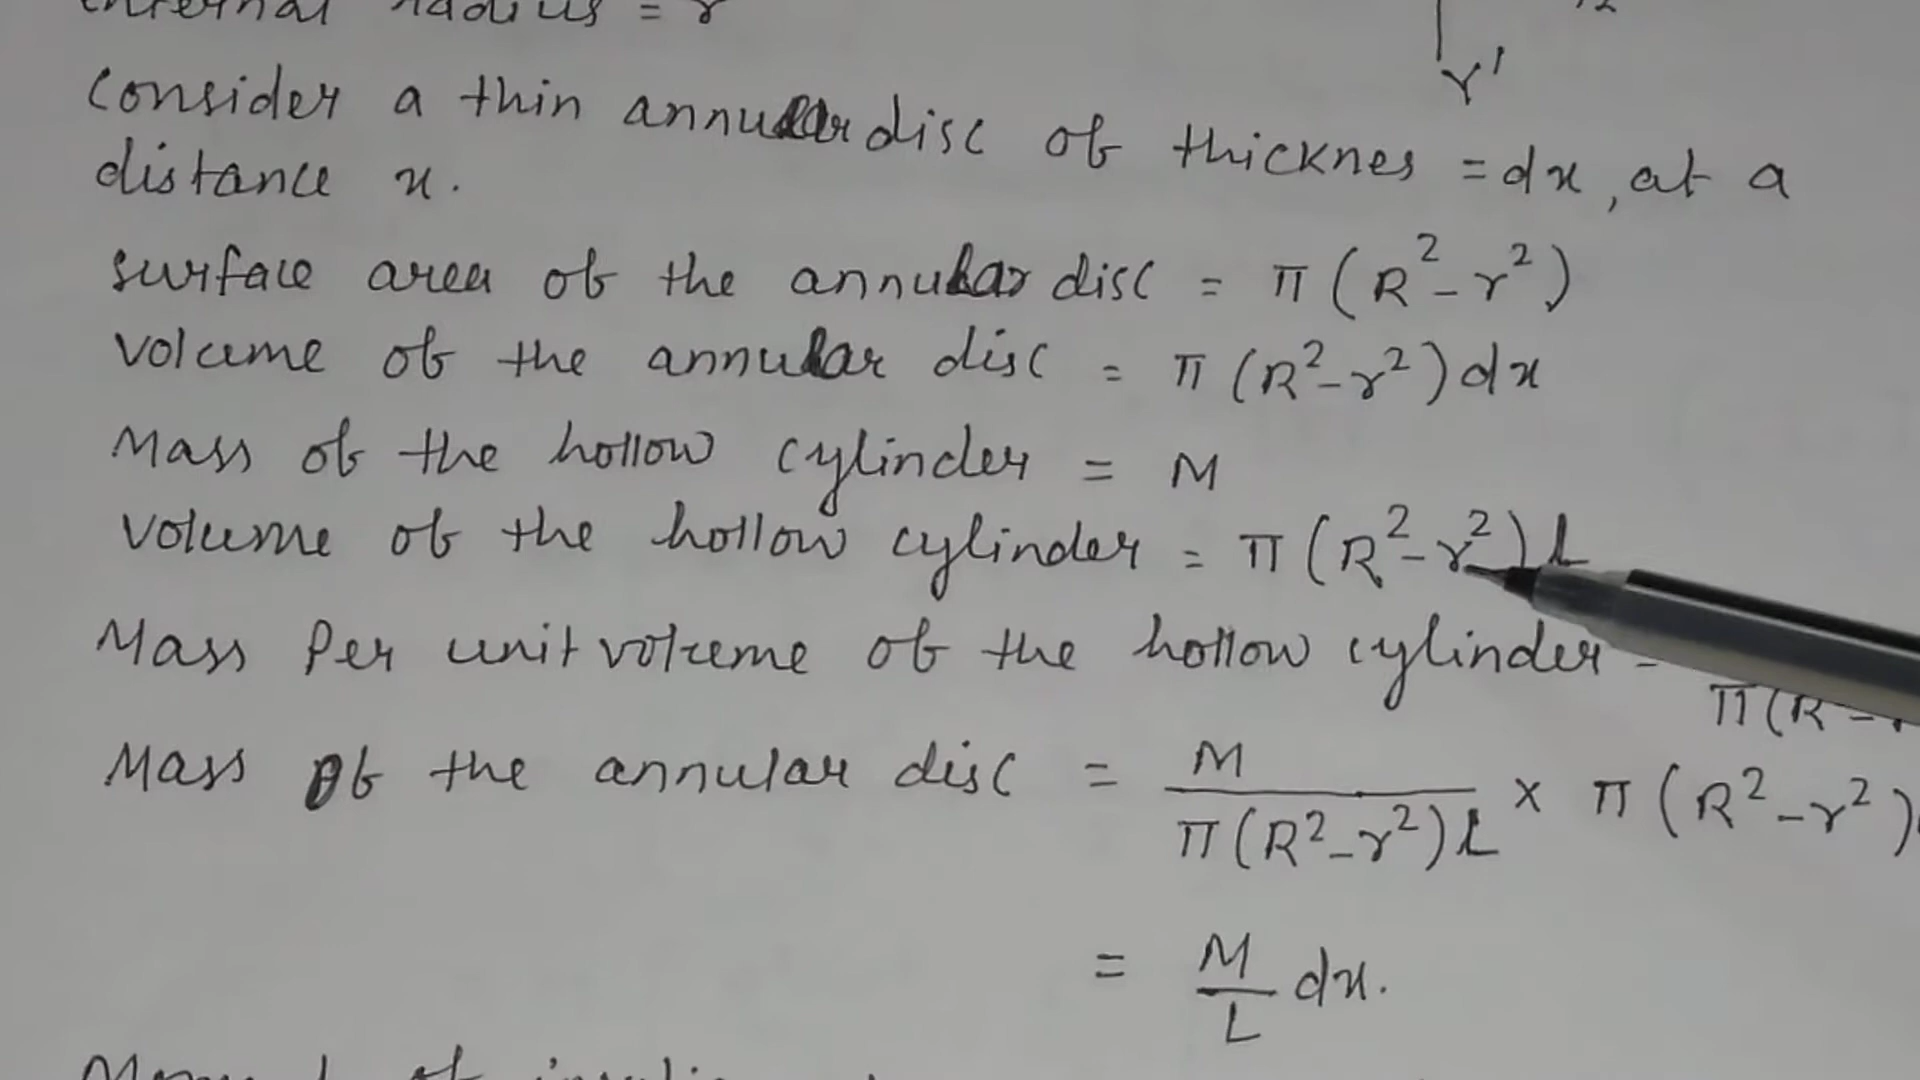 internal radius = r
Y'
consider a thin annular disc of thicknes = dx, at a
distance x.
surface area of the annular disc = π (R² - r²)
volume of the annular disc = π (R² - r²) dx
Mass of the hollow cylinder = M
volume of the hollow cylinder = π (R² - r²) L
Mass per unit volume of the hollow cylinder =
π (R -
Mass of the annular disc = M / π (R² - r²) L × π (R² - r²)
= M / L dx.